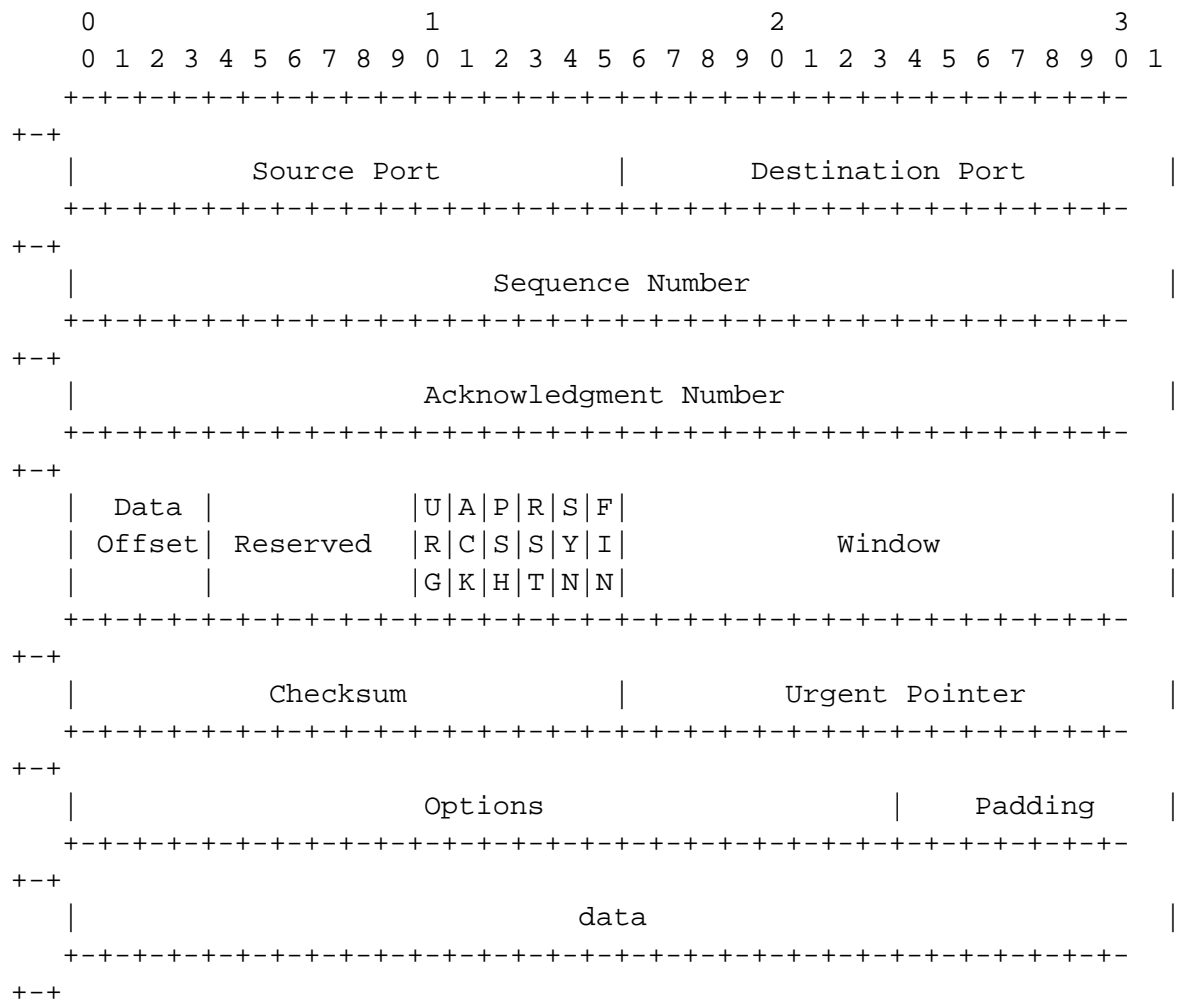 0                   1                   2                   3
    0 1 2 3 4 5 6 7 8 9 0 1 2 3 4 5 6 7 8 9 0 1 2 3 4 5 6 7 8 9 0 1
   +-+-+-+-+-+-+-+-+-+-+-+-+-+-+-+-+-+-+-+-+-+-+-+-+-+-+-+-+-+-+-+-
+-+
   |          Source Port          |       Destination Port        |
   +-+-+-+-+-+-+-+-+-+-+-+-+-+-+-+-+-+-+-+-+-+-+-+-+-+-+-+-+-+-+-+-
+-+
   |                        Sequence Number                        |
   +-+-+-+-+-+-+-+-+-+-+-+-+-+-+-+-+-+-+-+-+-+-+-+-+-+-+-+-+-+-+-+-
+-+
   |                    Acknowledgment Number                      |
   +-+-+-+-+-+-+-+-+-+-+-+-+-+-+-+-+-+-+-+-+-+-+-+-+-+-+-+-+-+-+-+-
+-+
   |  Data |           |U|A|P|R|S|F|                               |
   | Offset| Reserved  |R|C|S|S|Y|I|            Window             |
   |       |           |G|K|H|T|N|N|                               |
   +-+-+-+-+-+-+-+-+-+-+-+-+-+-+-+-+-+-+-+-+-+-+-+-+-+-+-+-+-+-+-+-
+-+
   |           Checksum            |         Urgent Pointer        |
   +-+-+-+-+-+-+-+-+-+-+-+-+-+-+-+-+-+-+-+-+-+-+-+-+-+-+-+-+-+-+-+-
+-+
   |                    Options                    |    Padding    |
   +-+-+-+-+-+-+-+-+-+-+-+-+-+-+-+-+-+-+-+-+-+-+-+-+-+-+-+-+-+-+-+-
+-+
   |                             data                              |
   +-+-+-+-+-+-+-+-+-+-+-+-+-+-+-+-+-+-+-+-+-+-+-+-+-+-+-+-+-+-+-+-
+-+